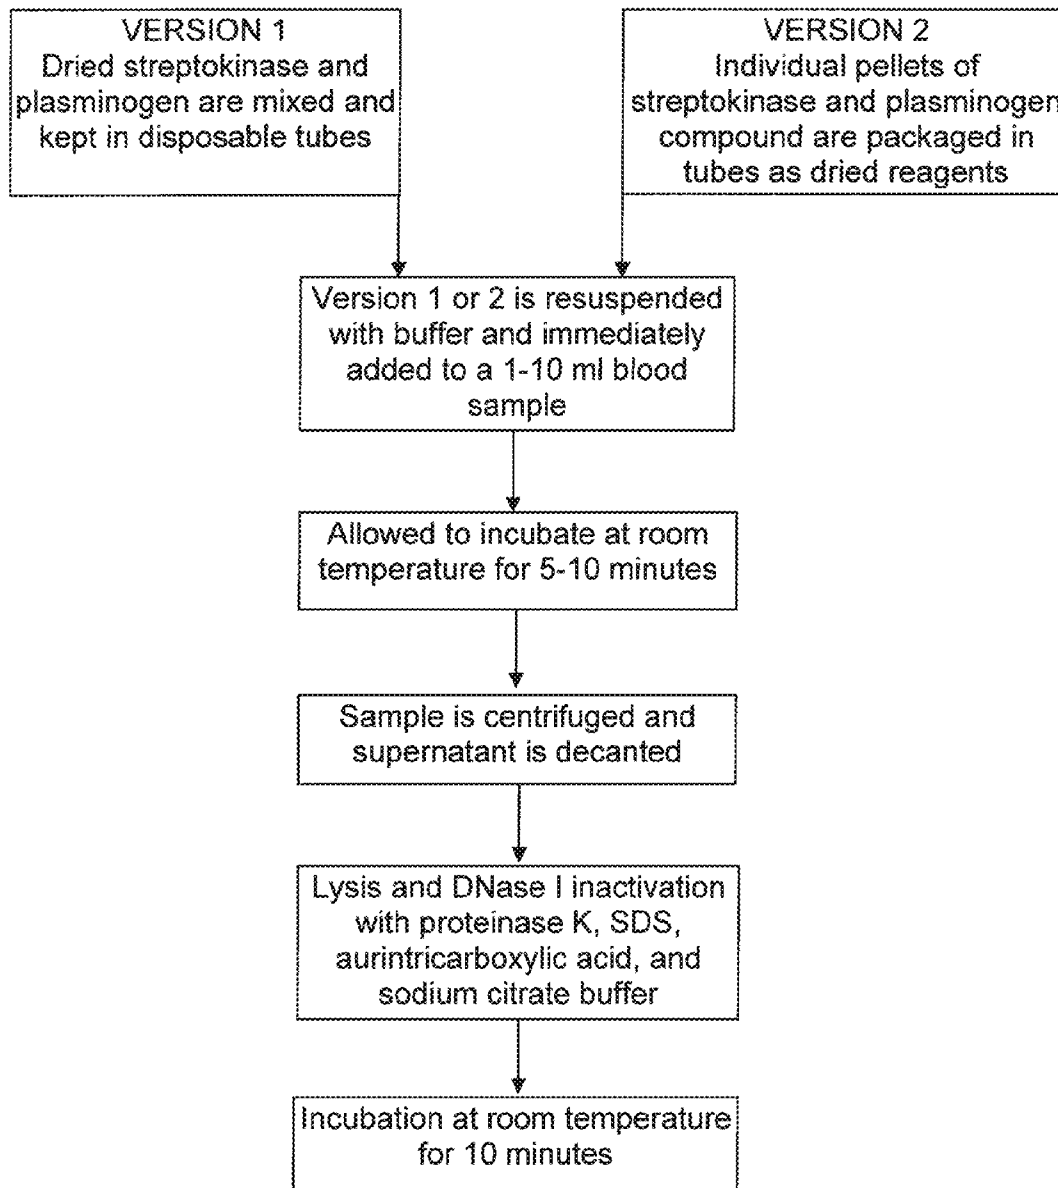 VERSION 1
Dried streptokinase and
plasminogen are mixed and
kept in disposable tubes
VERSION 2
Individual pellets of
streptokinase and plasminogen
compound are packaged in
tubes as dried reagents
Version 1 or 2 is resuspended
with buffer and immediately
added to a 1-10 ml blood
sample
Allowed to incubate at room
temperature for 5-10 minutes
Sample is centrifuged and
supernatant is decanted
Lysis and DNase I inactivation
with proteinase K, SDS,
aurintricarboxylic acid, and
sodium citrate buffer
Incubation at room temperature
for 10 minutes